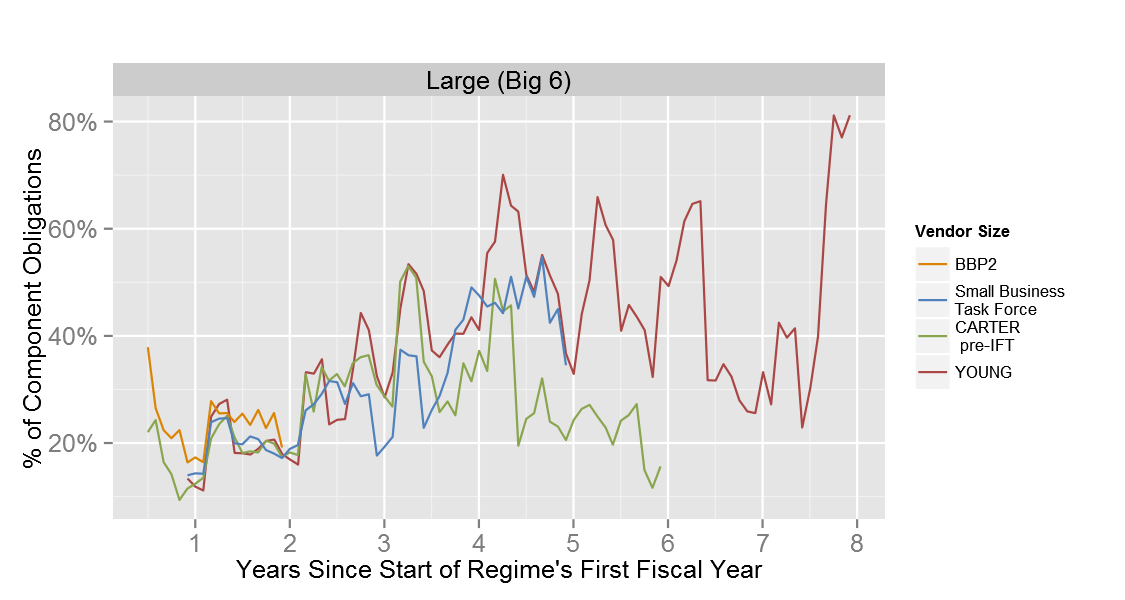 Large (Big 6)
% of Component Obligations
80%
60%
40%
20%
1 2 3 4 5 6 7 8
Years Since Start of Regime's First Fiscal Year
Vendor Size
BBP2
Small Business
Task Force
CARTER
pre-IFT
YOUNG